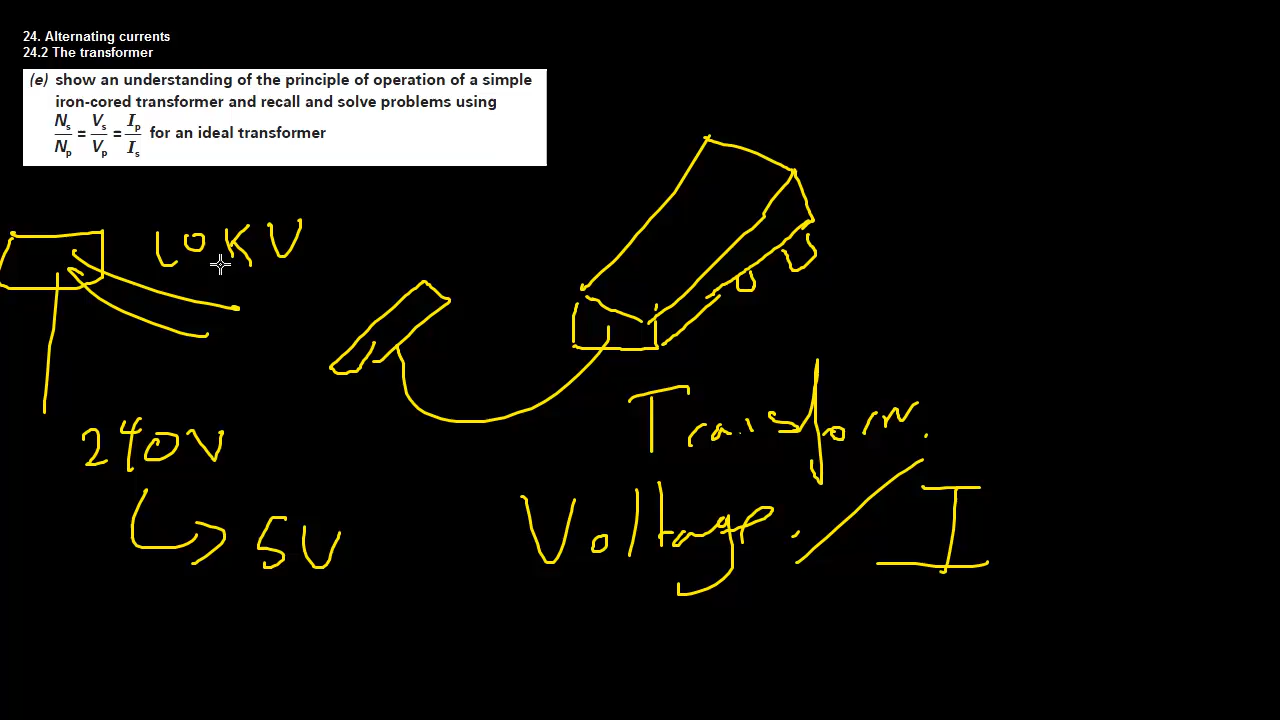 24. Alternating currents
24.2 The transformer
(e) show an understanding of the principle of operation of a simple
iron-cored transformer and recall and solve problems using
Ns/Np = Vs/Vp = Ip/Is for an ideal transformer
10KV
240V
5V
Transform.
Voltage. / I